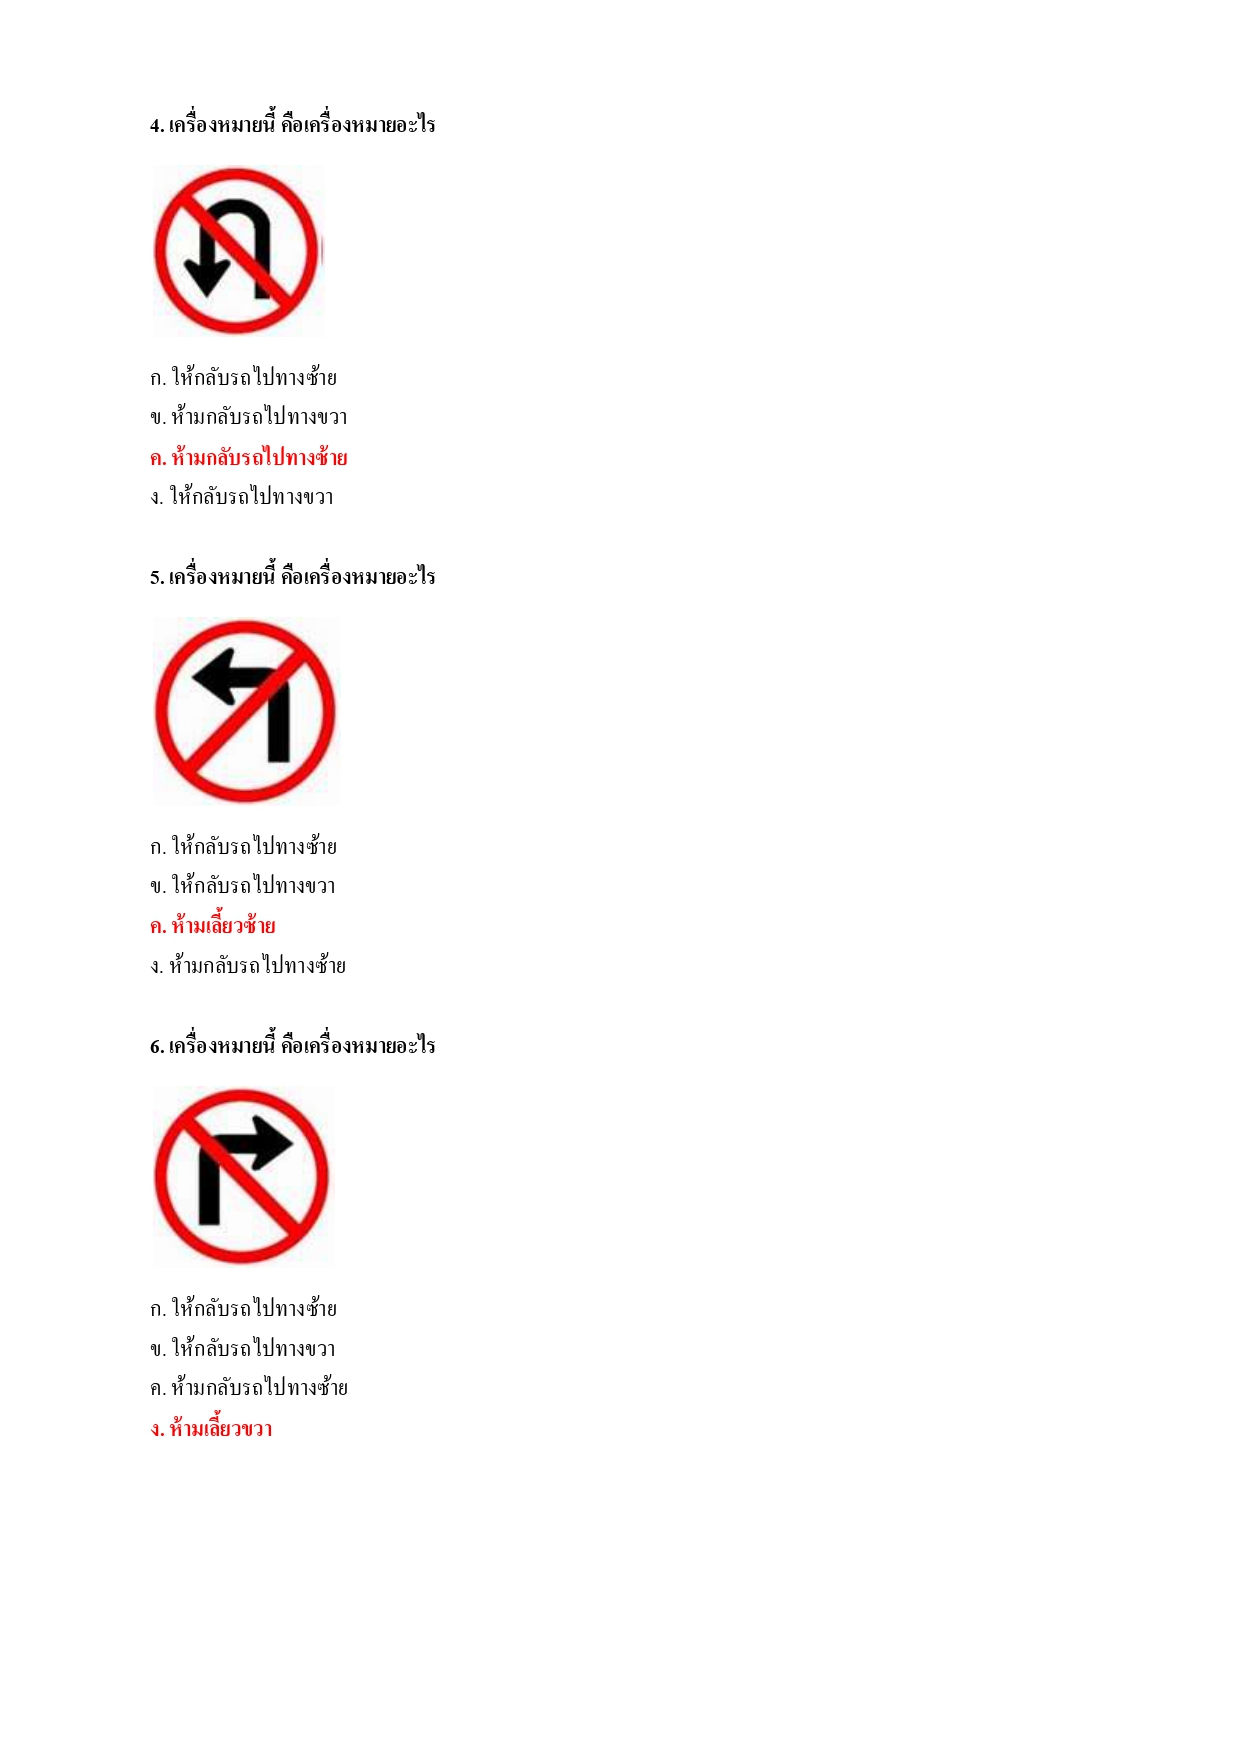 4. เครื่องหมายนี้ คือเครื่องหมายอะไร
ก. ให้กลับรถไปทางซ้าย
ข. ห้ามกลับรถไปทางขวา
ค. ห้ามกลับรถไปทางซ้าย
ง. ให้กลับรถไปทางขวา
5. เครื่องหมายนี้ คือเครื่องหมายอะไร
ก. ให้กลับรถไปทางซ้าย
ข. ให้กลับรถไปทางขวา
ค. ห้ามเลี้ยวซ้าย
ง. ห้ามกลับรถไปทางซ้าย
6. เครื่องหมายนี้ คือเครื่องหมายอะไร
ก. ให้กลับรถไปทางซ้าย
ข. ให้กลับรถไปทางขวา
ค. ห้ามกลับรถไปทางซ้าย
ง. ห้ามเลี้ยวขวา